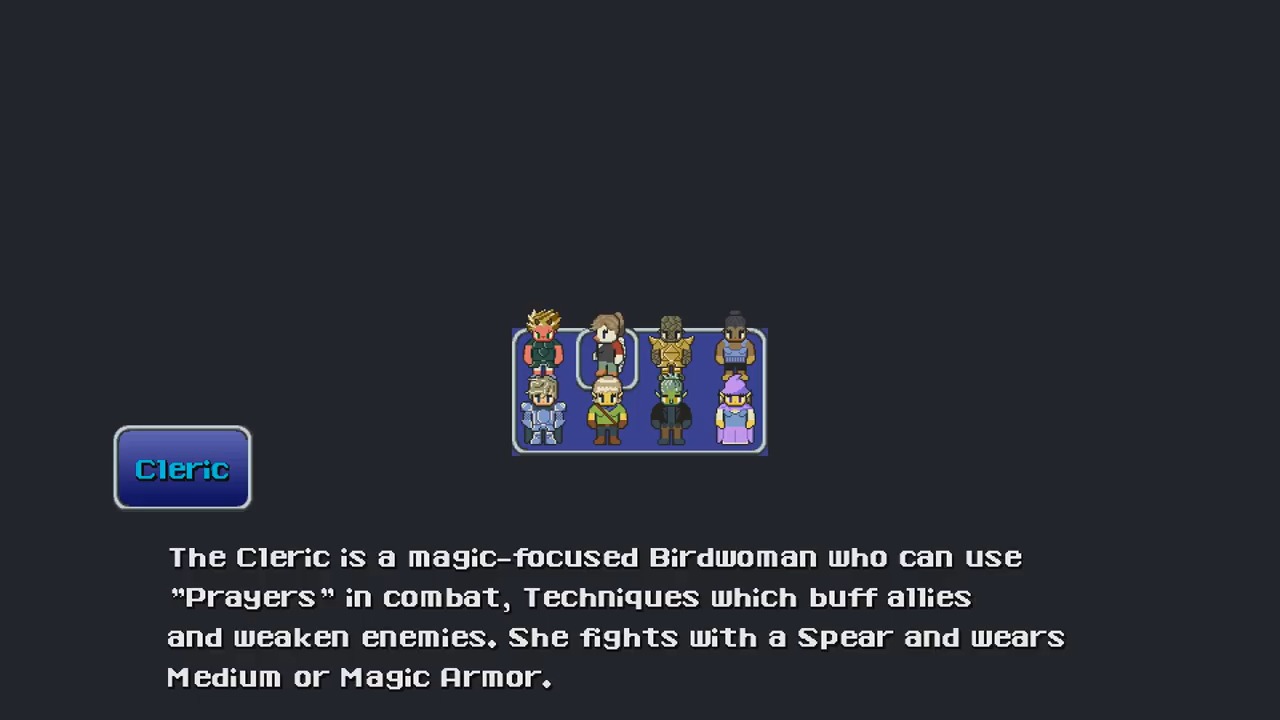 Cleric
The Cleric is a magic-focused Birdwoman who can use
"Prayers" in combat, Techniques which buff allies
and weaken enemies. She fights with a Spear and wears
Medium or Magic Armor.